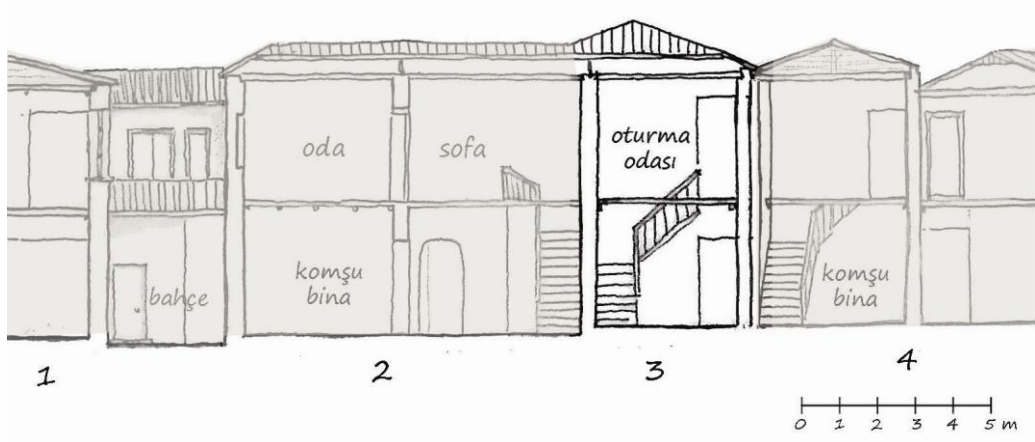 oda
sofa
oturma
odası
bahçe
komşu
bina
komşu
bina
1
2
3
4
0 1 2 3 4 5 m